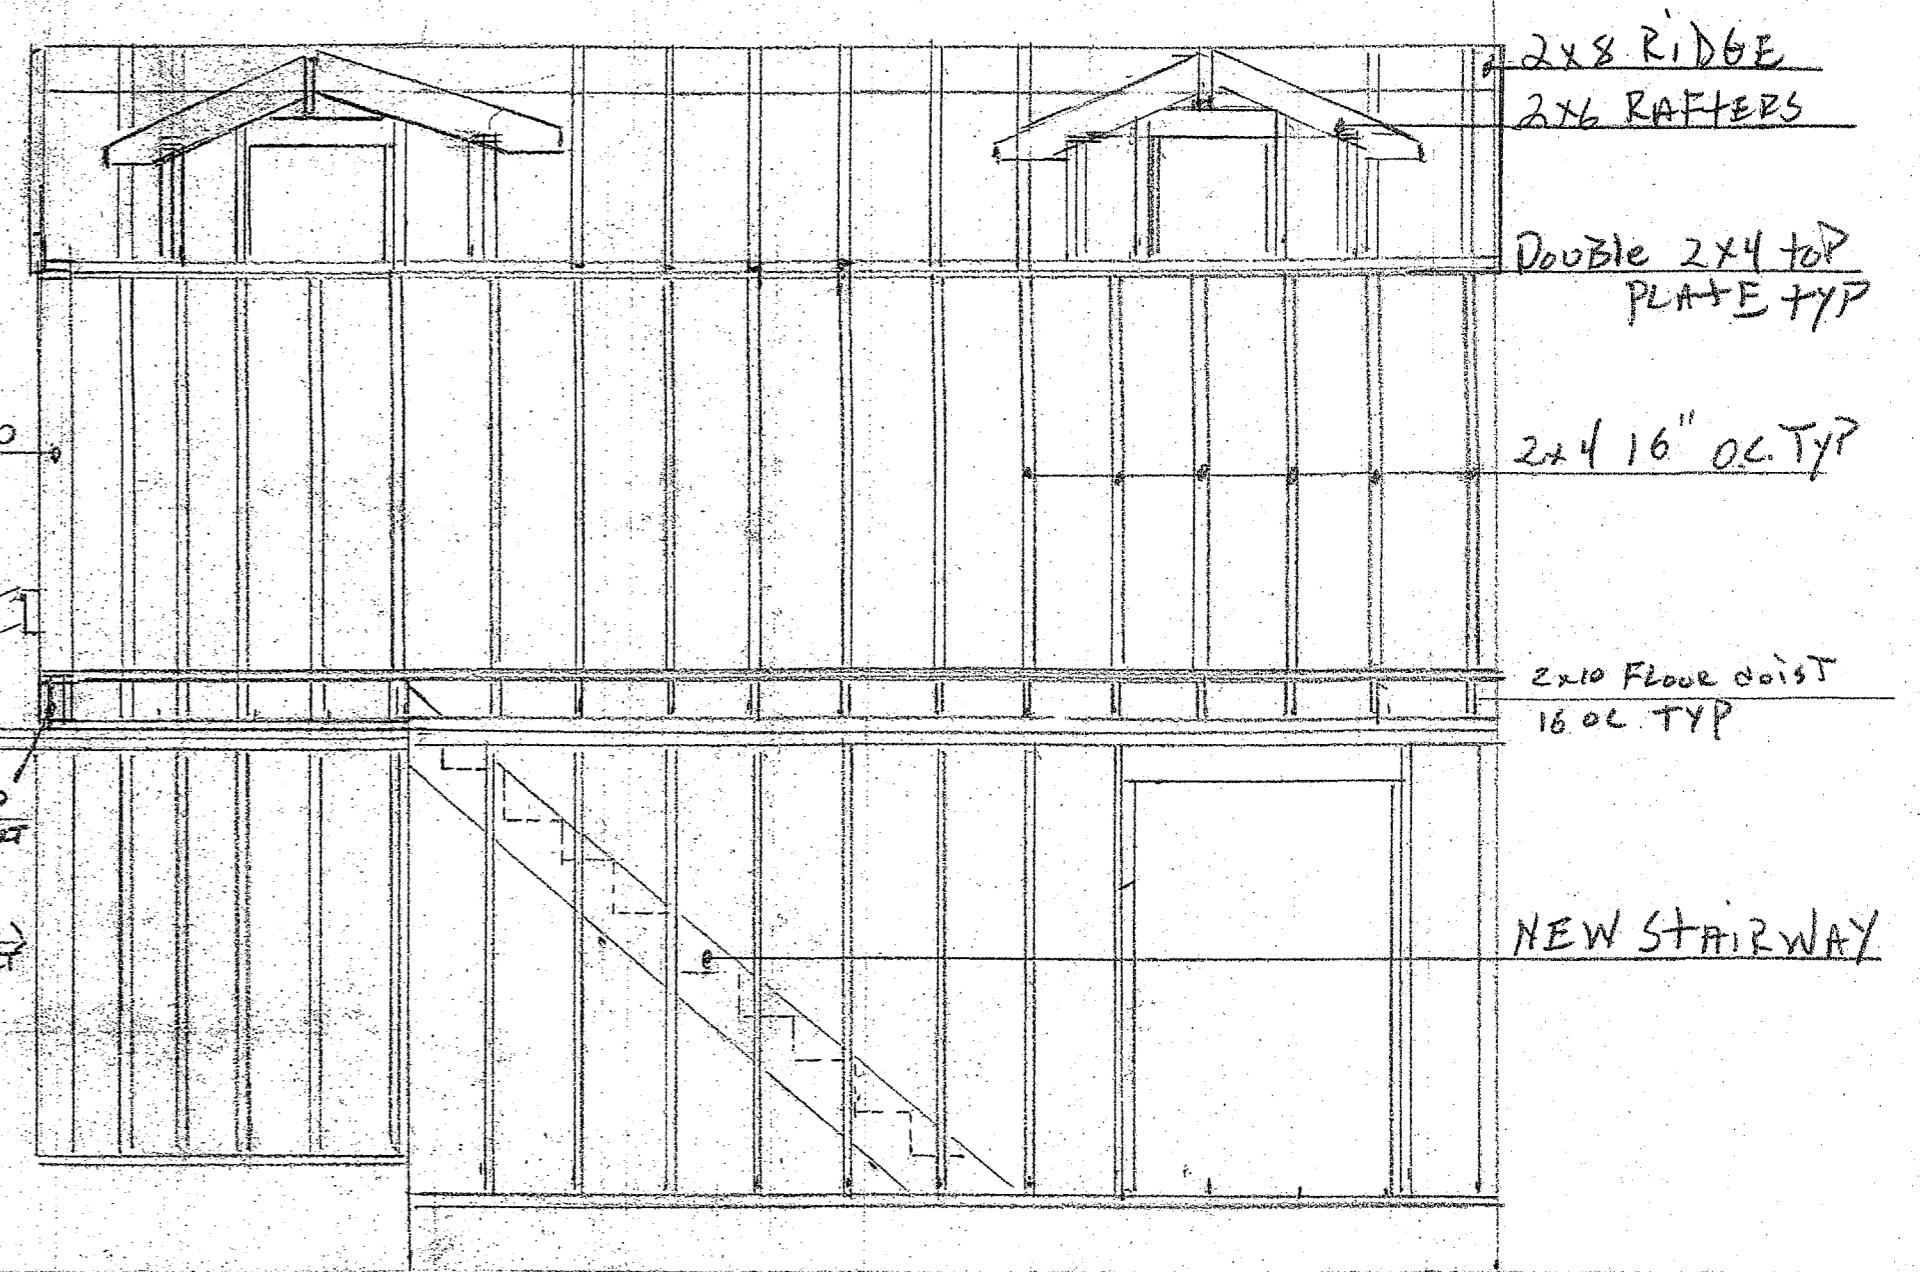 2x8 RiDGE
2x6 RAFtERS
DOUBle 2x4 toP
PLAtE tyP
2x4 16" O.C. TYP
2x10 FLOOR JOiST
16 OC. TYP
NEW StAiRWAY